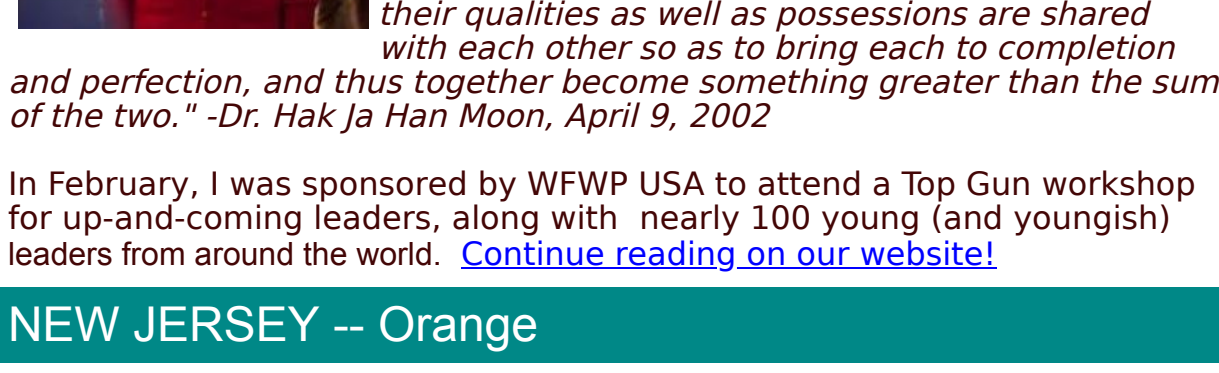 their qualities as well as possessions are shared
with each other so as to bring each to completion
and perfection, and thus together become something greater than the sum
of the two." -Dr. Hak Ja Han Moon, April 9, 2002
In February, I was sponsored by WFWP USA to attend a Top Gun workshop
for up-and-coming leaders, along with  nearly 100 young (and youngish)
leaders from around the world.  Continue reading on our website!
NEW JERSEY -- Orange